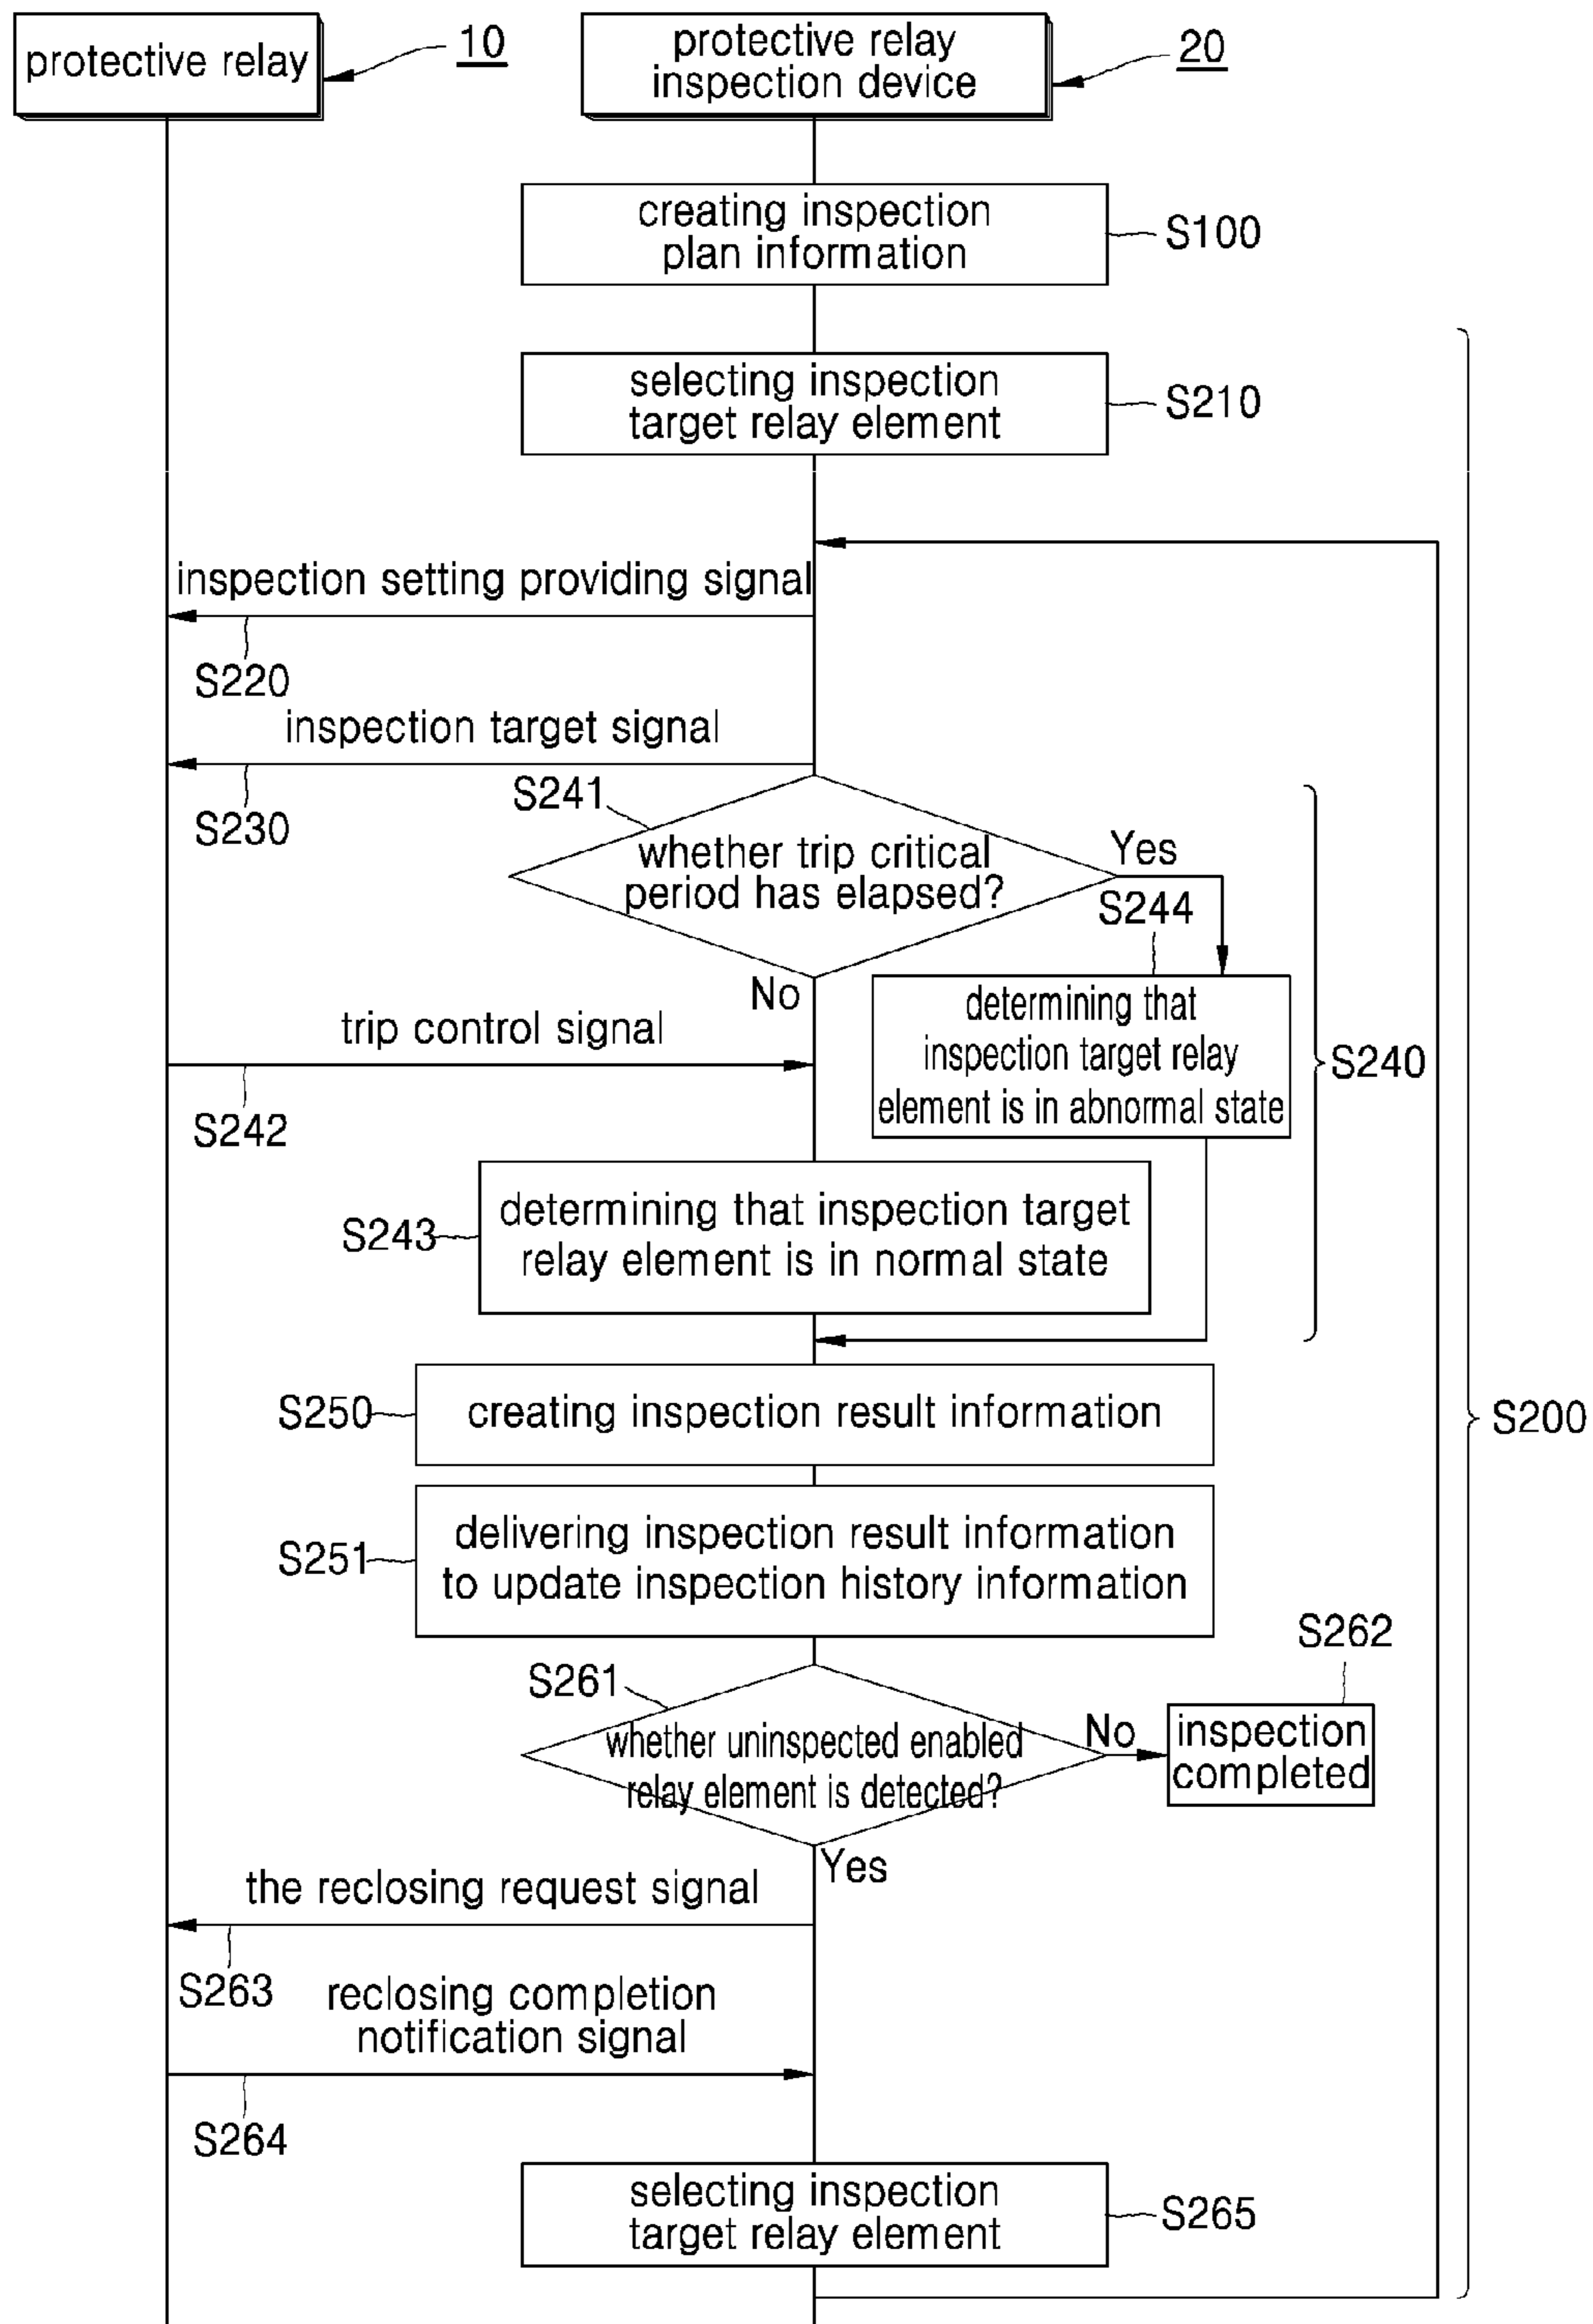 protective relay
10
protective relay
inspection device
20
creating inspection
plan information
S100
selecting inspection
target relay element
S210
inspection setting providing signal
S220
inspection target signal
S230
S241
whether trip critical
period has elapsed?
Yes
S244
No
determining that
inspection target relay
element is in abnormal state
S240
trip control signal
S242
S243
determining that inspection target
relay element is in normal state
S250
creating inspection result information
S200
S251
delivering inspection result information
to update inspection history information
S262
S261
whether uninspected enabled
relay element is detected?
No
inspection
completed
Yes
the reclosing request signal
S263
reclosing completion
notification signal
S264
selecting inspection
target relay element
S265